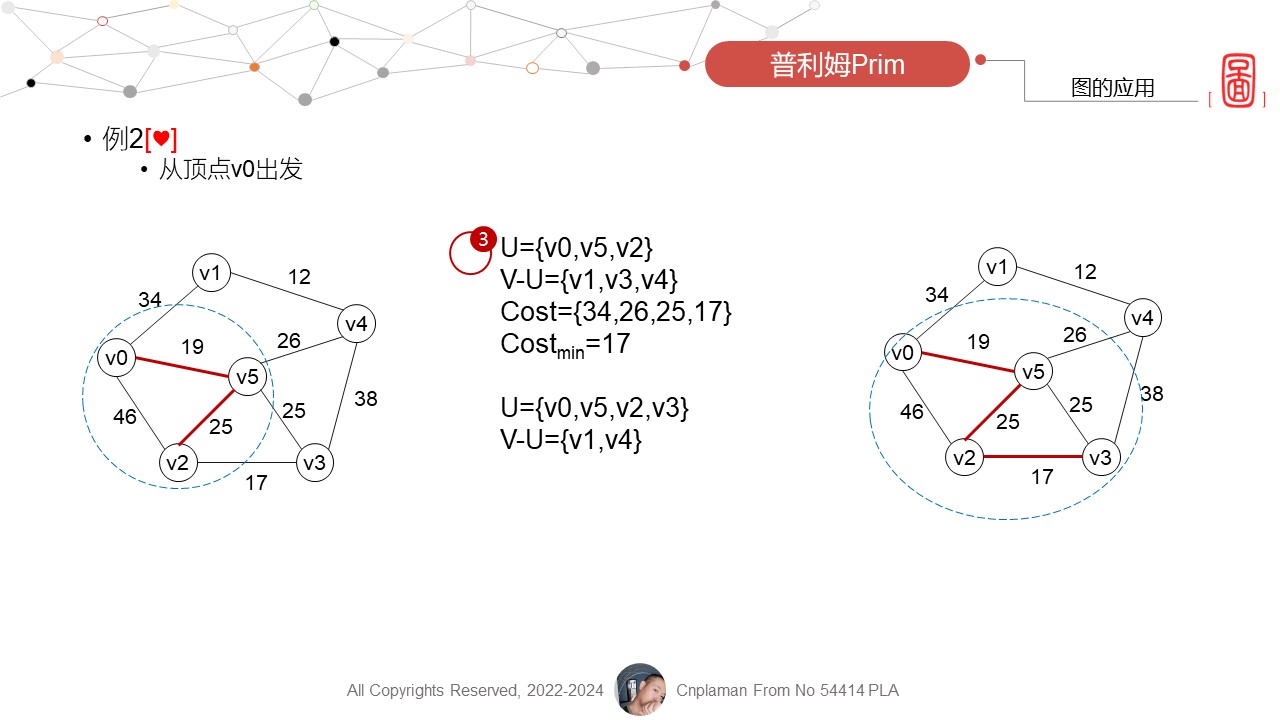 普利姆Prim
图的应用
[ ]
• 例2[♥]
• 从顶点v0出发
v1
12
34
v4
19
26
v0
v5
38
46
25
25
v2
v3
17
3
U={v0,v5,v2}
V-U={v1,v3,v4}
Cost={34,26,25,17}
Costmin=17
U={v0,v5,v2,v3}
V-U={v1,v4}
v1
12
34
v4
19
26
v0
v5
38
46
25
25
v2
v3
17
All Copyrights Reserved, 2022-2024
Cnplaman From No 54414 PLA